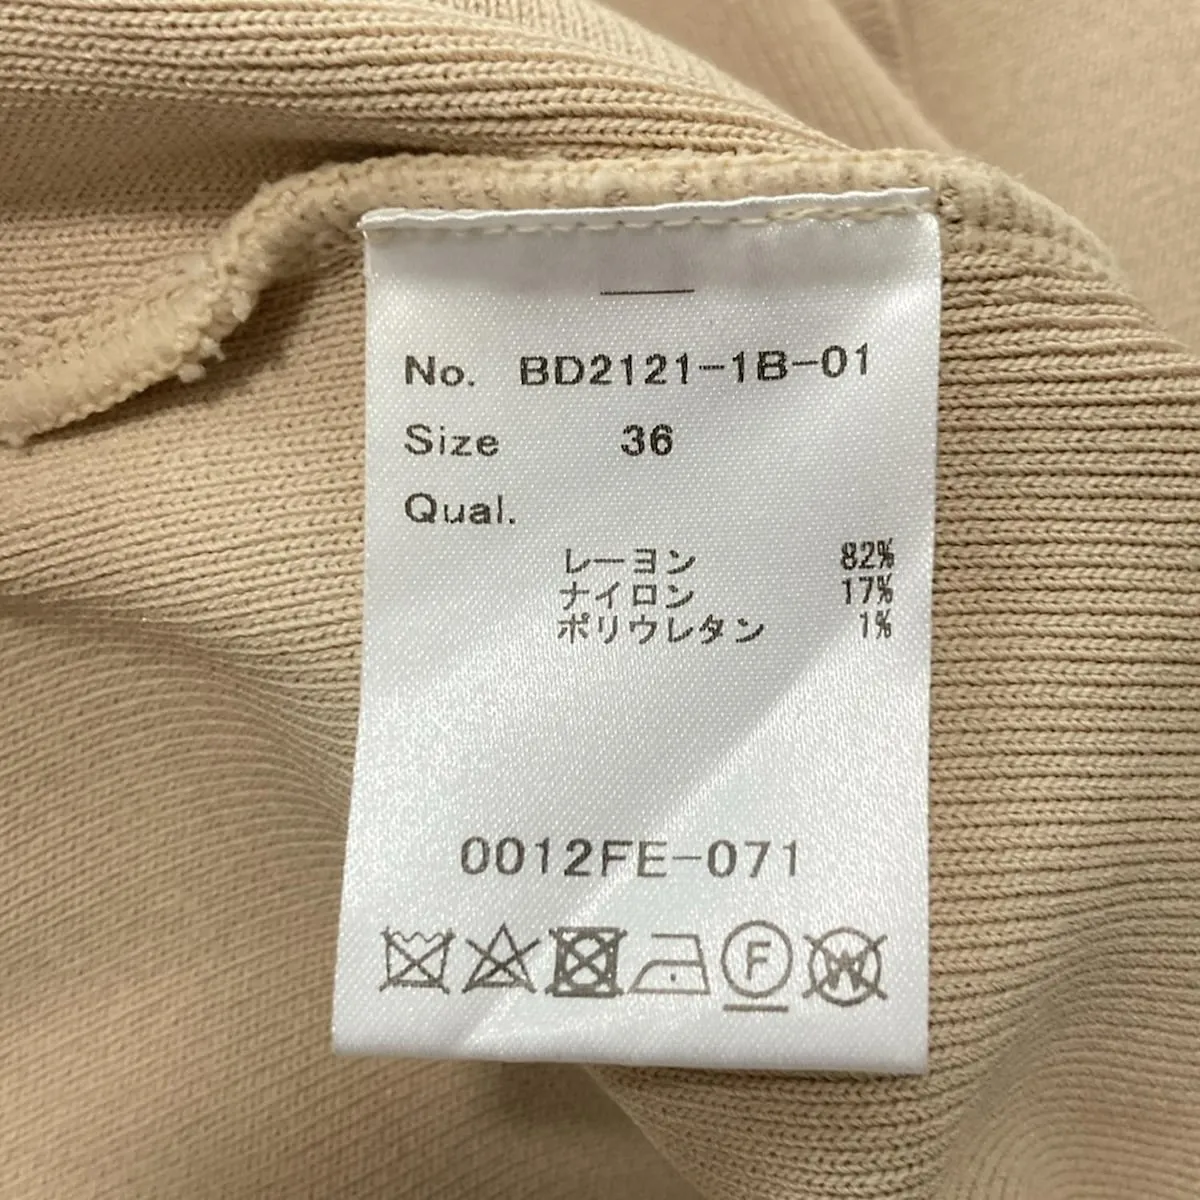 No. BD2121-1B-01
Size 36
Qual.
レーヨン 82%
ナイロン 17%
ポリウレタン 1%
0012FE-071
F
W